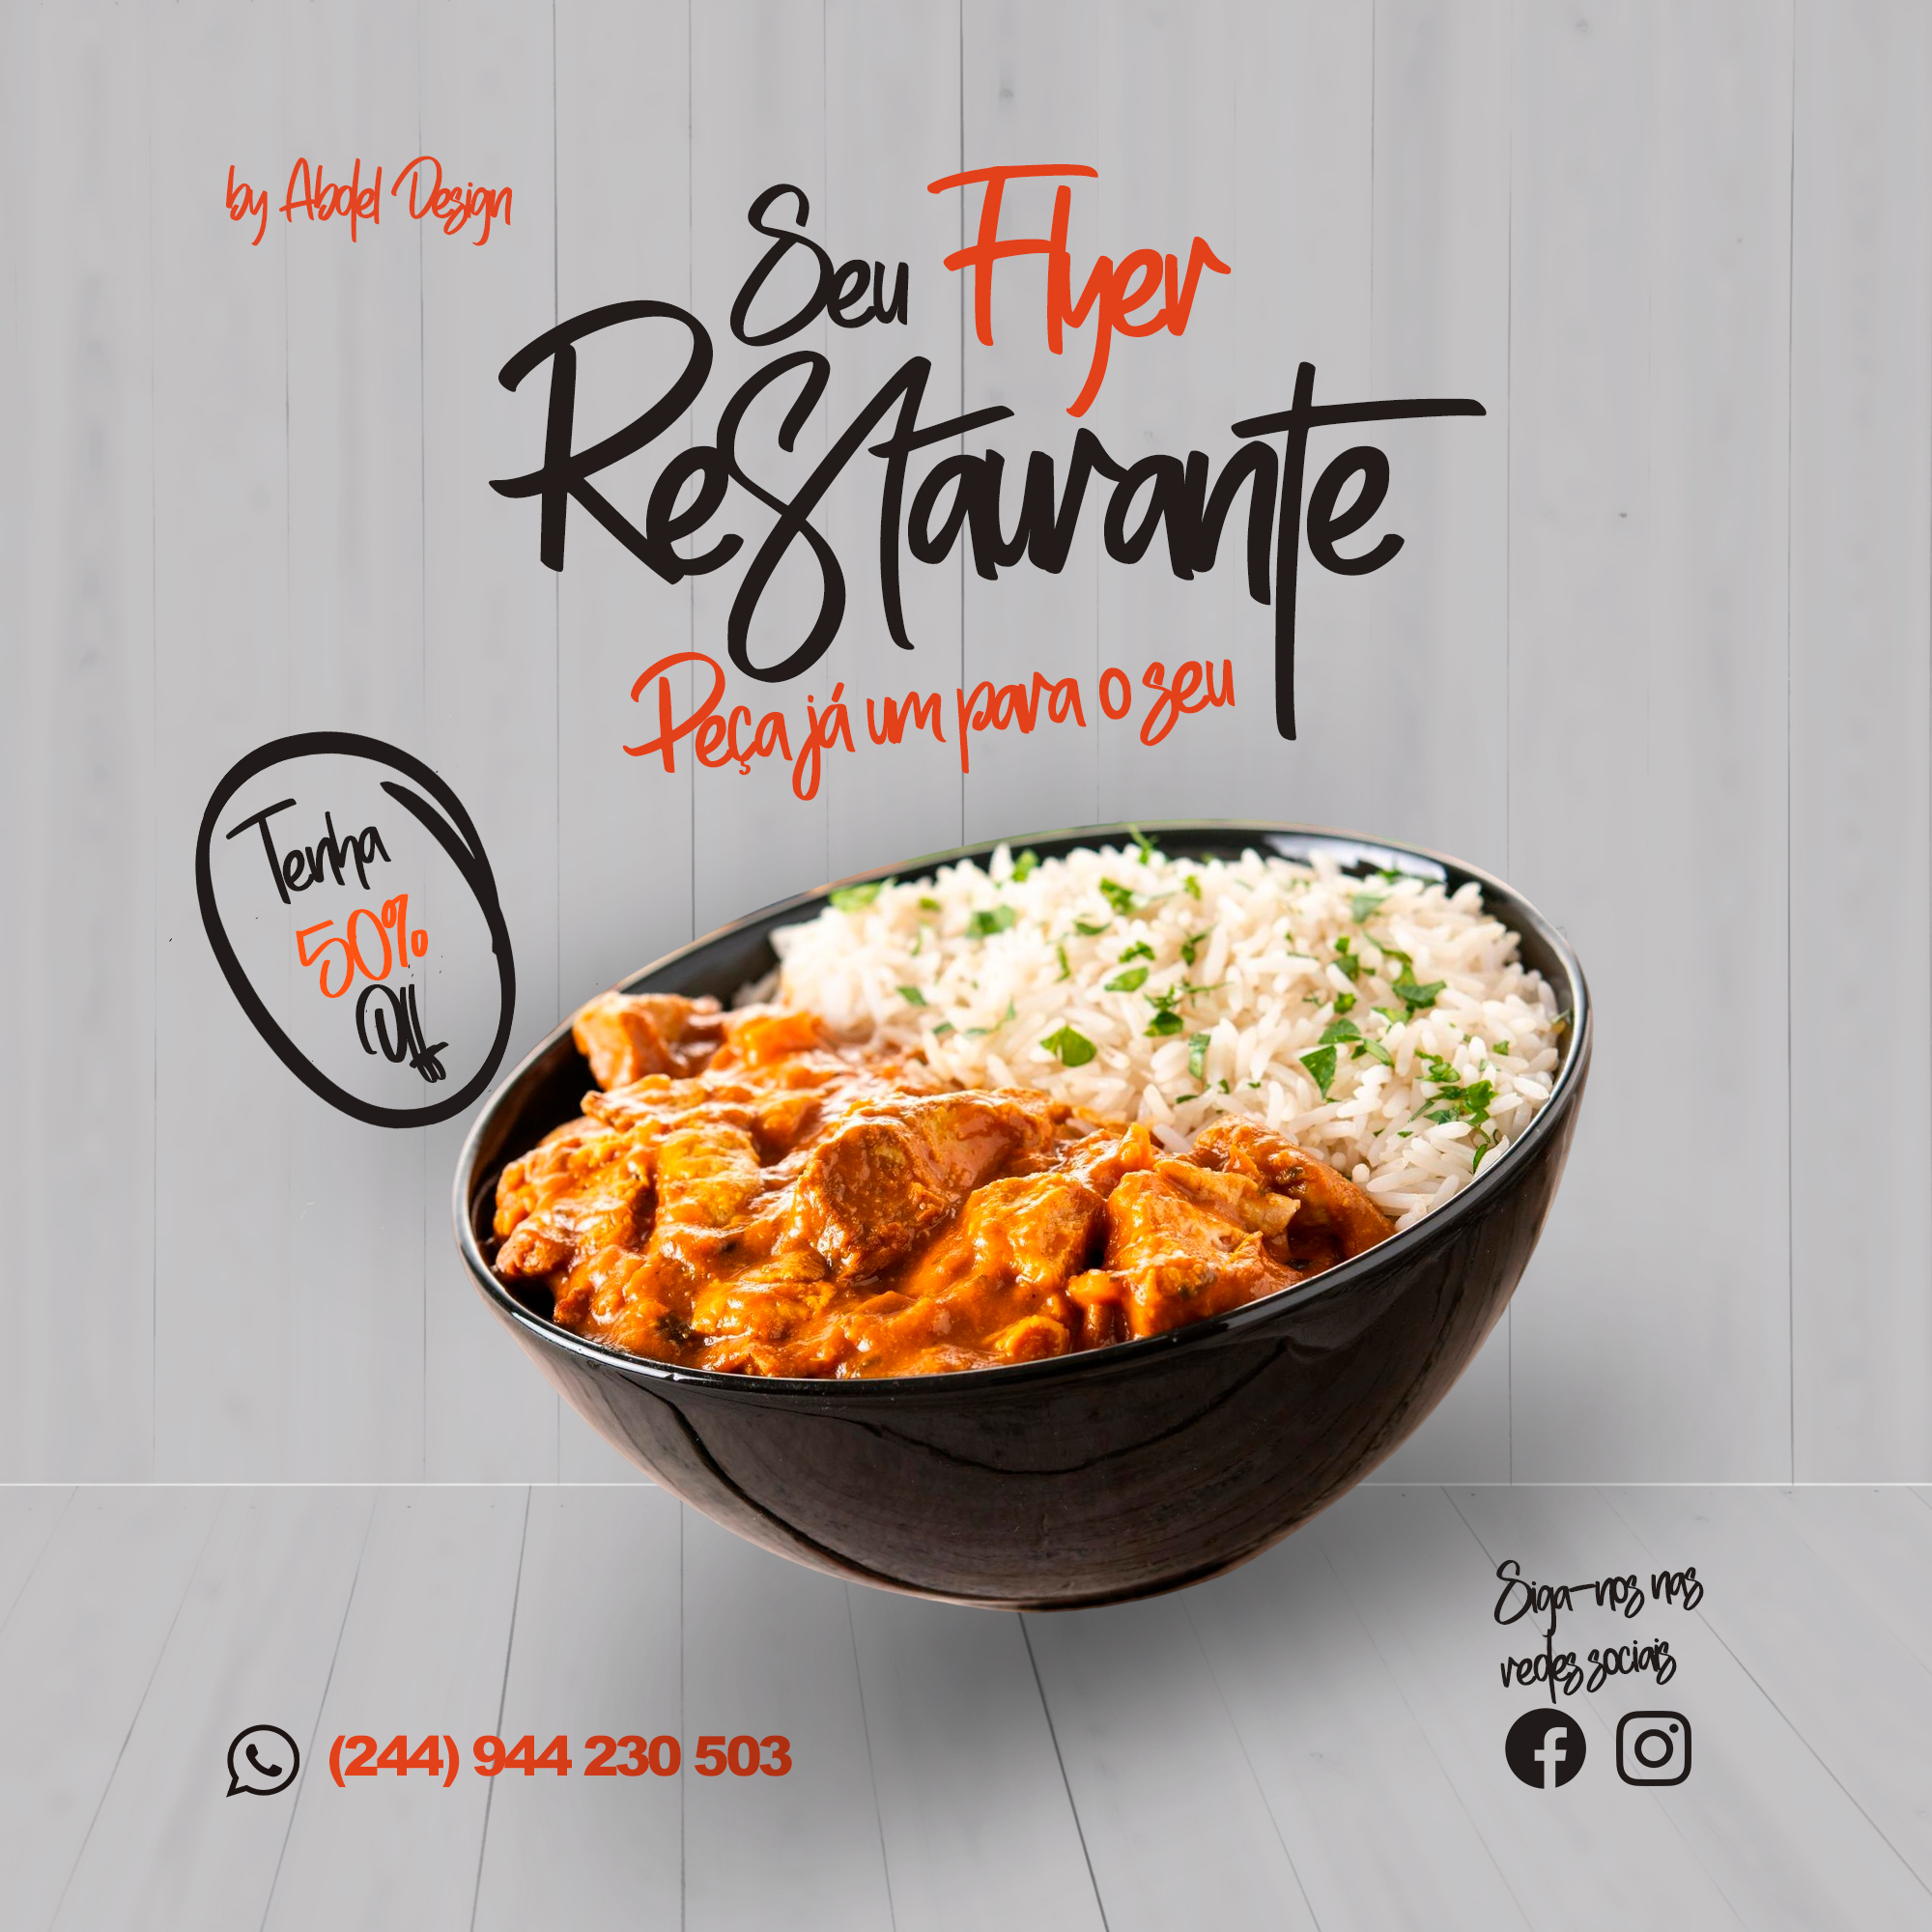 by Abdel Design
Seu Flyer
ReStaurante
Peça já um para o seu
Tenha
50%
Off
Siga-nos nas
redes sociais
(244) 944 230 503